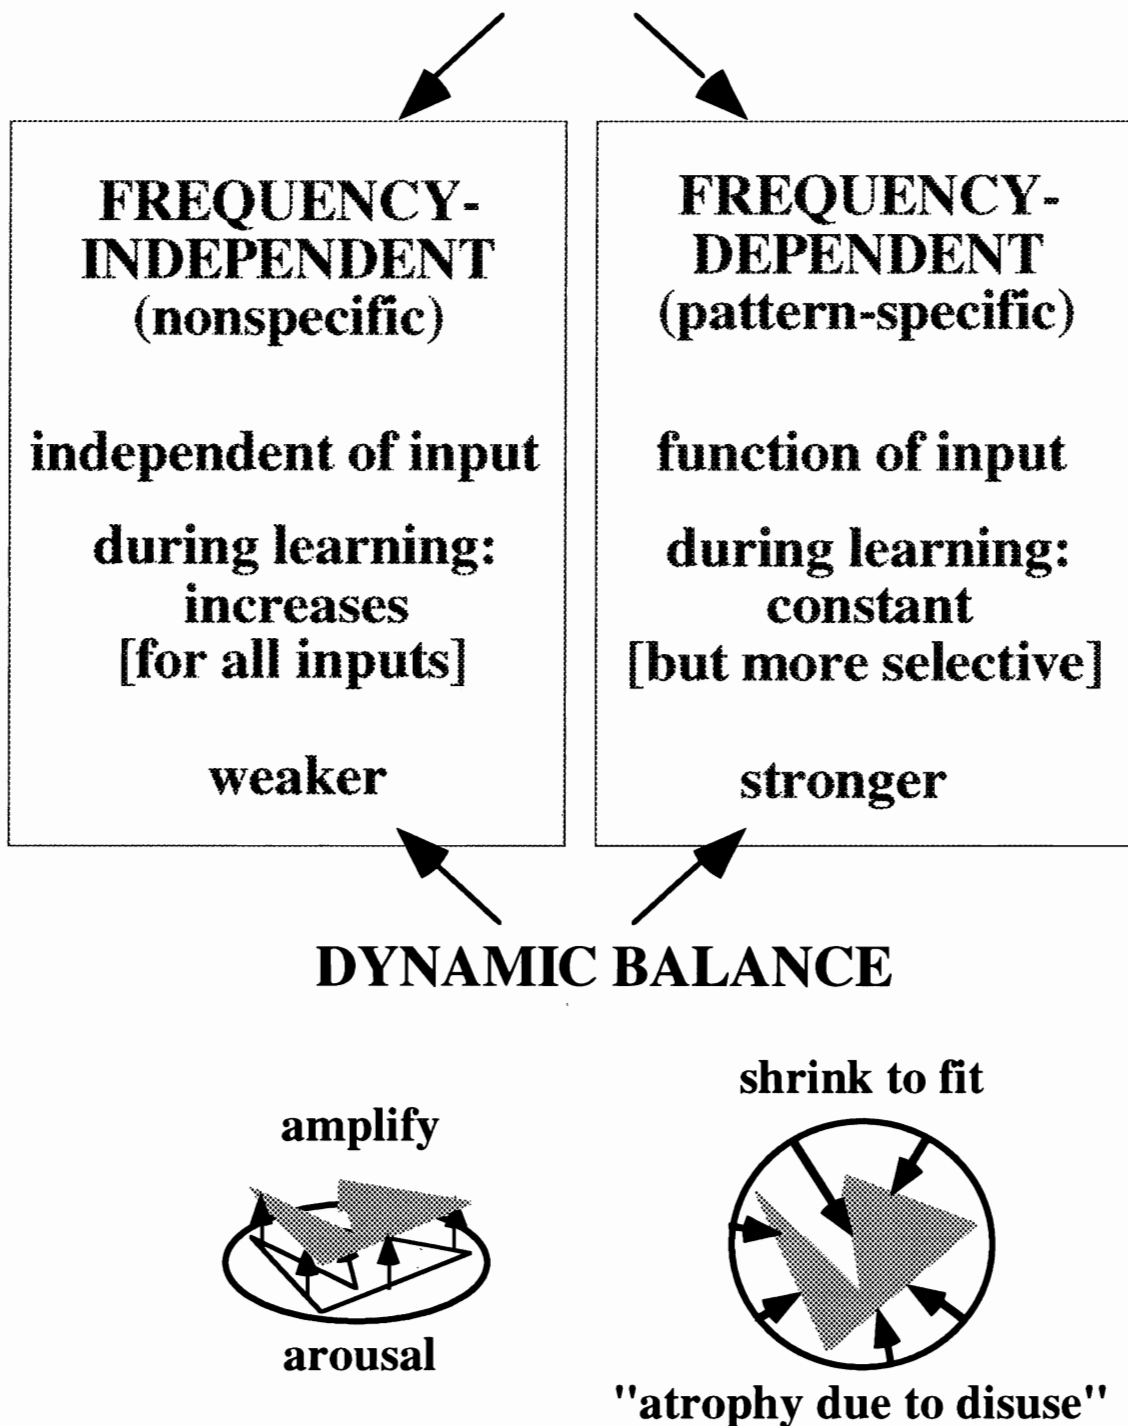 FREQUENCY-
INDEPENDENT
(nonspecific)
independent of input
during learning:
increases
[for all inputs]
weaker
FREQUENCY-
DEPENDENT
(pattern-specific)
function of input
during learning:
constant
[but more selective]
stronger
DYNAMIC BALANCE
amplify
arousal
shrink to fit
"atrophy due to disuse"